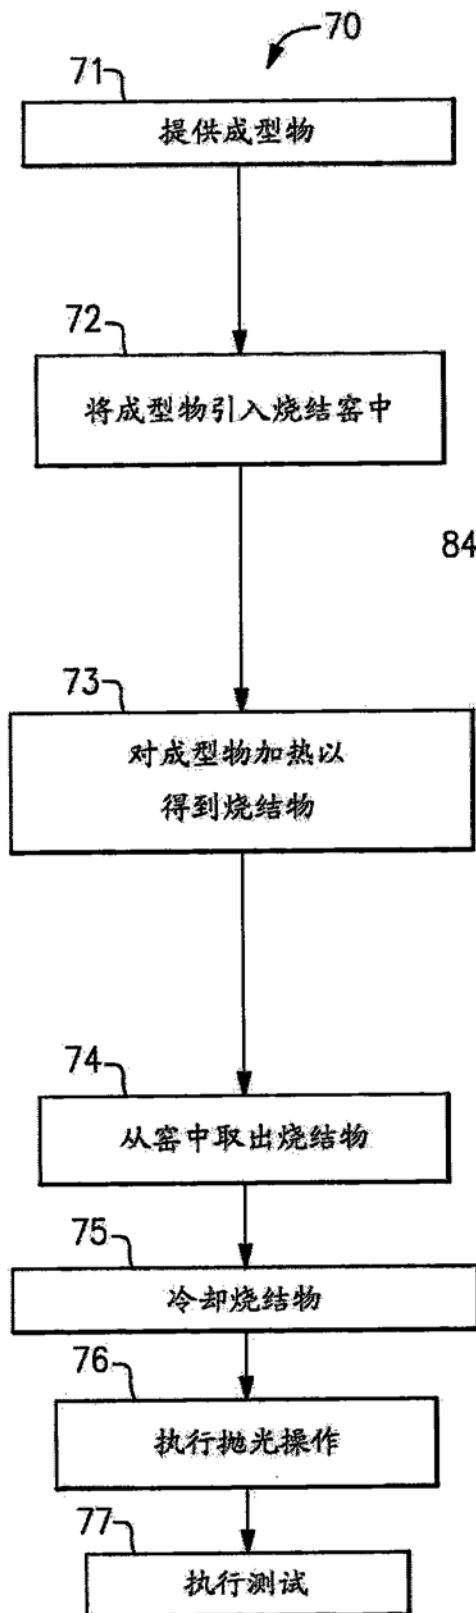 70
71
提供成型物
72
将成型物引入烧结窑中
84
73
对成型物加热以
得到烧结物
74
从窑中取出烧结物
75
冷却烧结物
76
执行抛光操作
77
执行测试